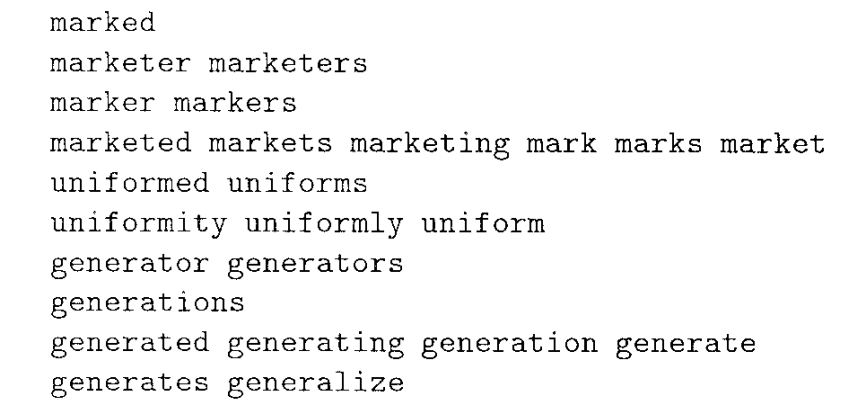 marked
marketer marketers
marker markers
marketed markets marketing mark marks market
uniformed uniforms
uniformity uniformly uniform
generator generators
generations
generated generating generation generate
generates generalize